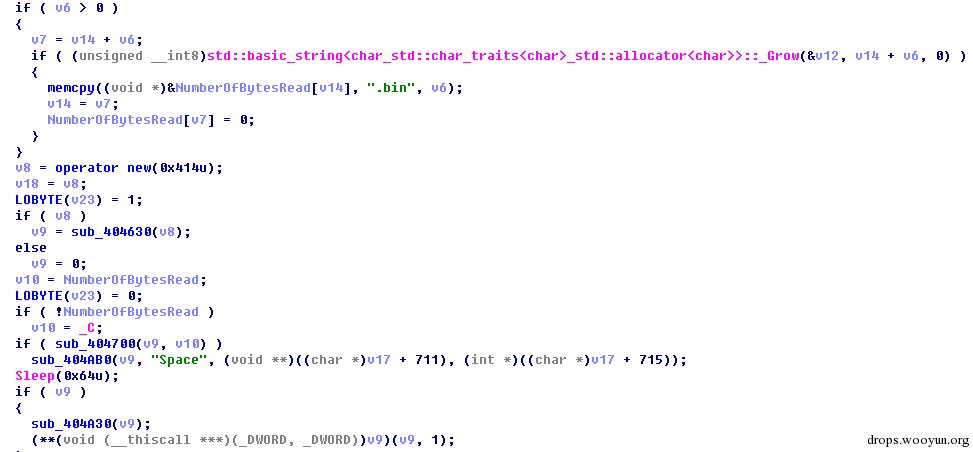 if ( v6 > 0 )
{
v7 = v14 + v6;
if ( (unsigned __int8)std::basic_string<char_std::char_traits<char>_std::allocator<char>>::_Grow(&v12, v14 + v6, 0) )
{
memcpy((void *)&NumberOfBytesRead[v14], ".bin", v6);
v14 = v7;
NumberOfBytesRead[v7] = 0;
}
}
v8 = operator new(0x414u);
v18 = v8;
LOBYTE(v23) = 1;
if ( v8 )
v9 = sub_404630(v8);
else
v9 = 0;
v10 = NumberOfBytesRead;
LOBYTE(v23) = 0;
if ( !NumberOfBytesRead )
v10 = _C;
if ( sub_404700(v9, v10) )
sub_404AB0(v9, "Space", (void **)((char *)v17 + 711), (int *)((char *)v17 + 715));
Sleep(0x64u);
if ( v9 )
{
sub_404A30(v9);
(**(void (__thiscall ***)(_DWORD, _DWORD))v9)(v9, 1);
drops.wooyun.org